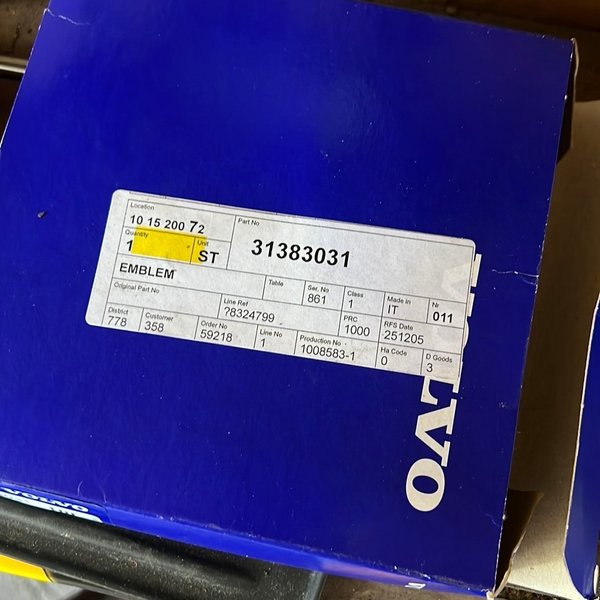 Location
10 15 200 72
Part No
31383031
Quantity
1
Unit
ST
EMBLEM
Table
Ser. No
861
Class
1
Made in
IT
Nr
011
Original Part No
Line Ref
?8324799
PRC
1000
RFS Date
251205
District
778
Customer
358
Order No
59218
Line No
1
Production No
1008583-1
Ha Code
0
D Goods
3
VOLVO
VOLVO